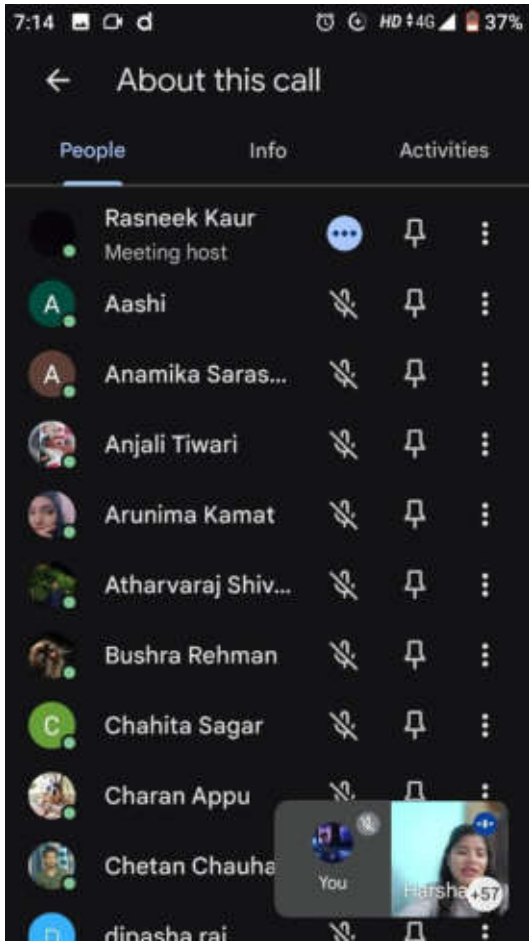 7:14 HD 4G 37%
About this call
People Info Activities
Rasneek Kaur
Meeting host
A Aashi
A Anamika Saras...
Anjali Tiwari
Arunima Kamat
Atharvaraj Shiv...
Bushra Rehman
C Chahita Sagar
Charan Appu
Chetan Chauha
You Harsha +57
D dipasha rai